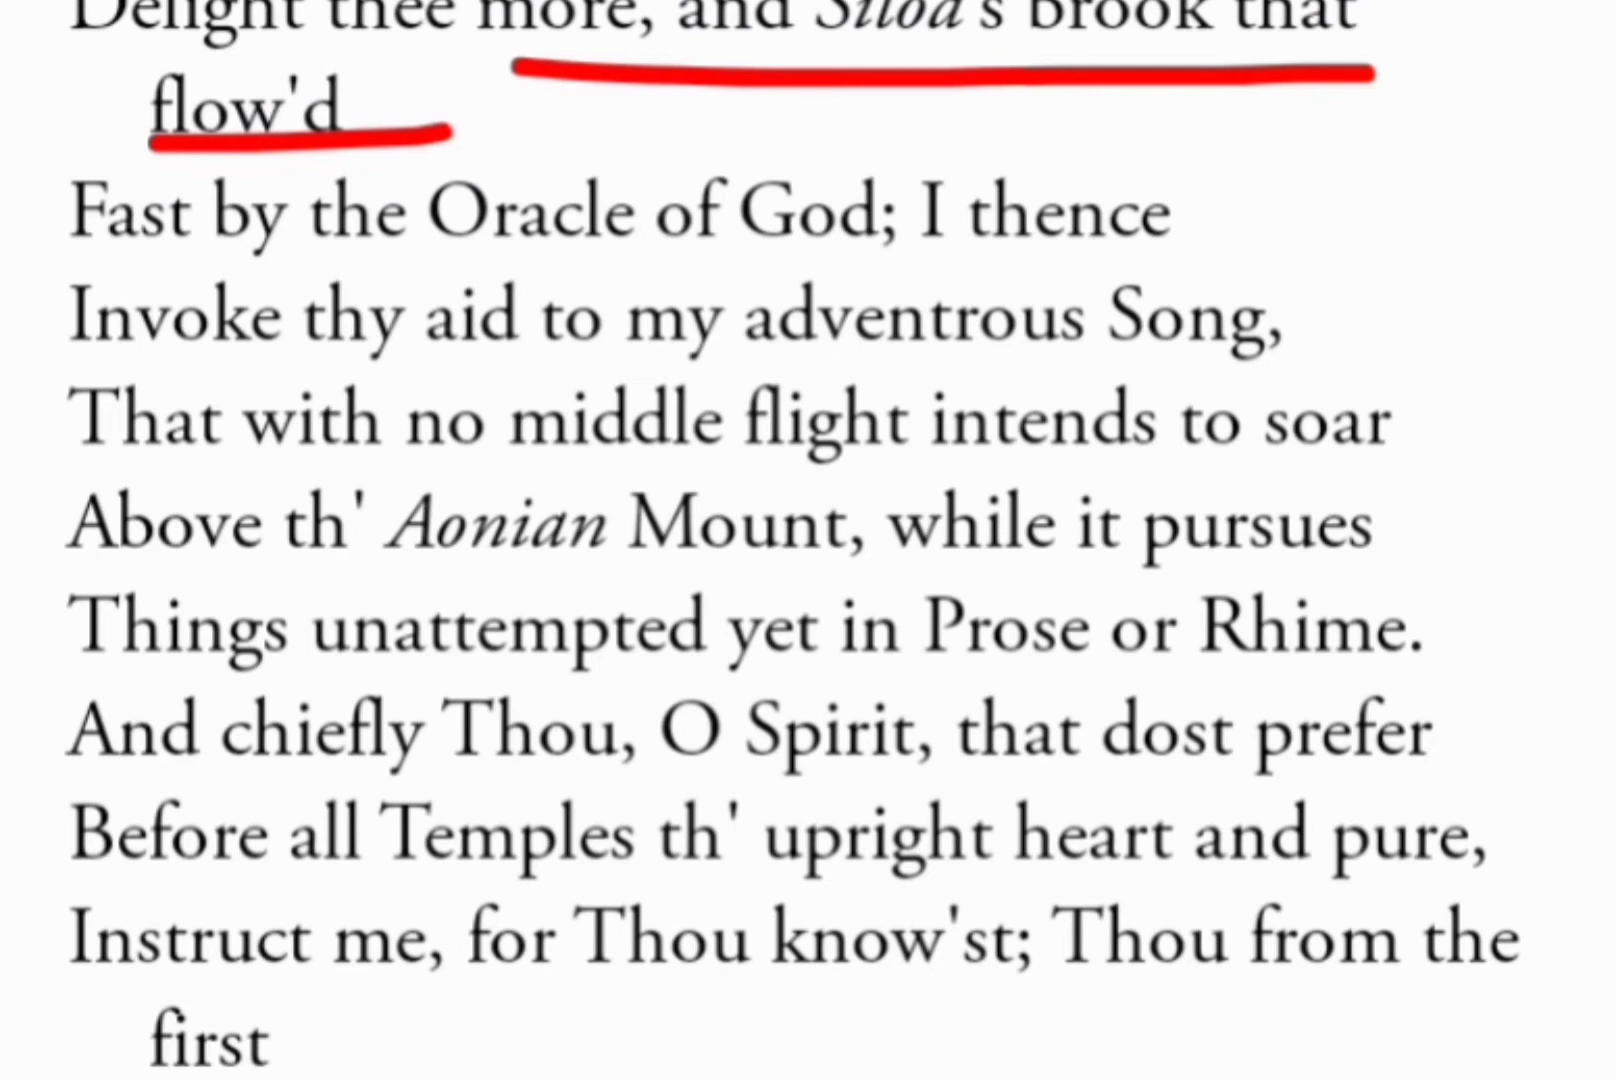 Delight thee more, and Siloa's brook that
flow'd
Fast by the Oracle of God; I thence
Invoke thy aid to my adventrous Song,
That with no middle flight intends to soar
Above th' Aonian Mount, while it pursues
Things unattempted yet in Prose or Rhime.
And chiefly Thou, O Spirit, that dost prefer
Before all Temples th' upright heart and pure,
Instruct me, for Thou know'st; Thou from the
first